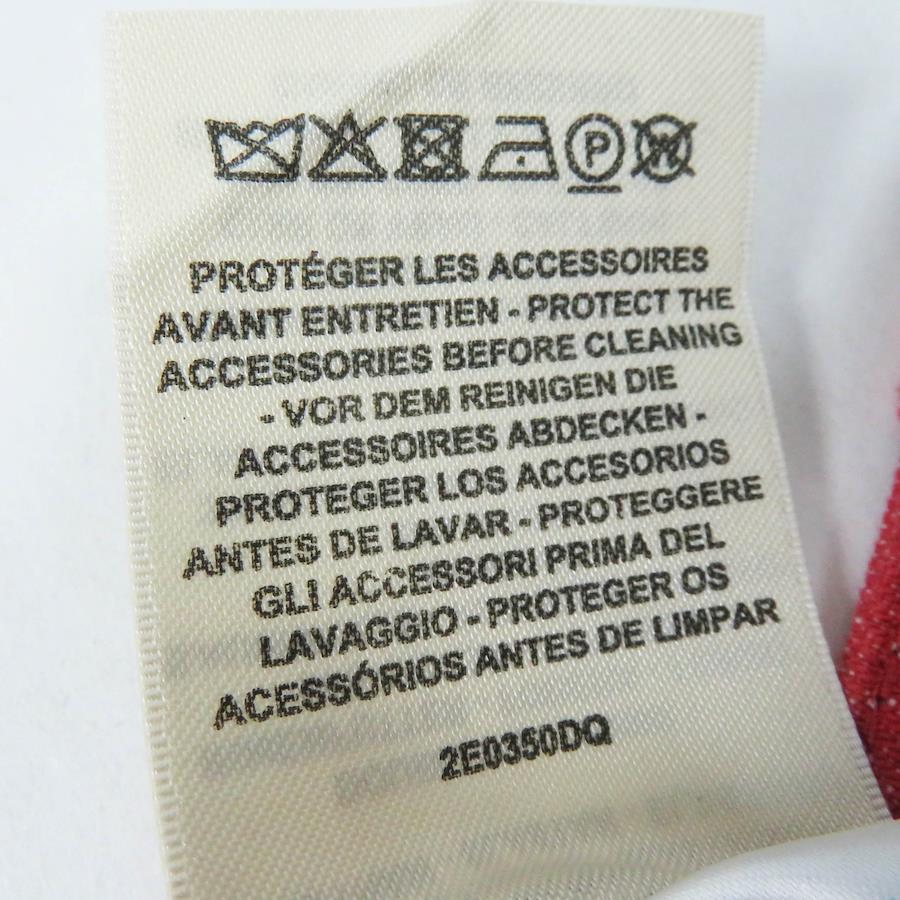 P W
PROTÉGER LES ACCESSOIRES
AVANT ENTRETIEN - PROTECT THE
ACCESSORIES BEFORE CLEANING
- VOR DEM REINIGEN DIE
ACCESSOIRES ABDECKEN -
PROTEGER LOS ACCESORIOS
ANTES DE LAVAR - PROTEGGERE
GLI ACCESSORI PRIMA DEL
LAVAGGIO - PROTEGER OS
ACESSÓRIOS ANTES DE LIMPAR
2E0350DQ